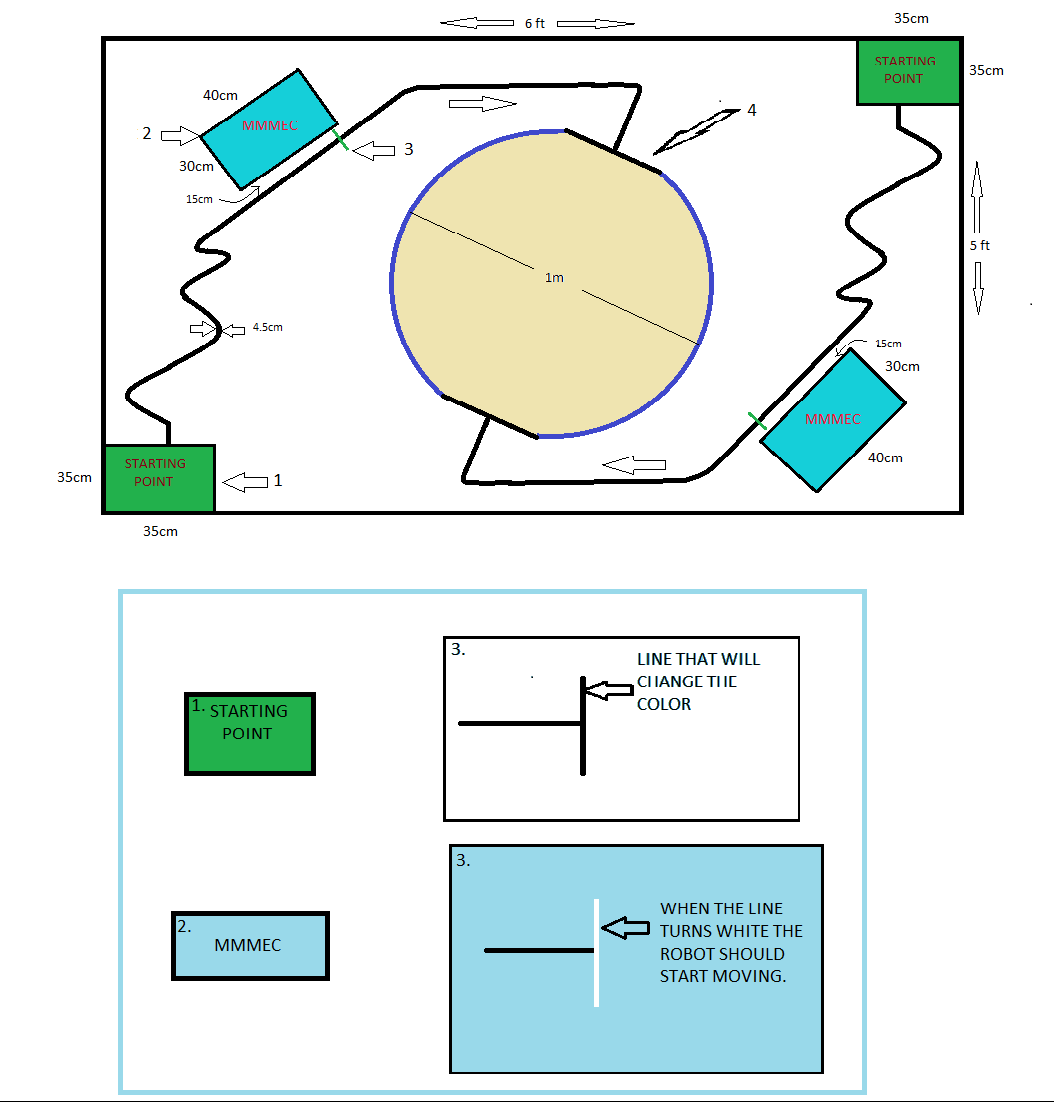 6 ft
35cm
STARTING
POINT
35cm
40cm
MMMEC
2
3
30cm
15cm
4
1m
5 ft
4.5cm
15cm
30cm
MMMEC
40cm
STARTING
POINT
35cm
1
35cm
3.
LINE THAT WILL
CHANGE THE
COLOR
1. STARTING
POINT
3.
WHEN THE LINE
TURNS WHITE THE
ROBOT SHOULD
START MOVING.
2.
MMMEC